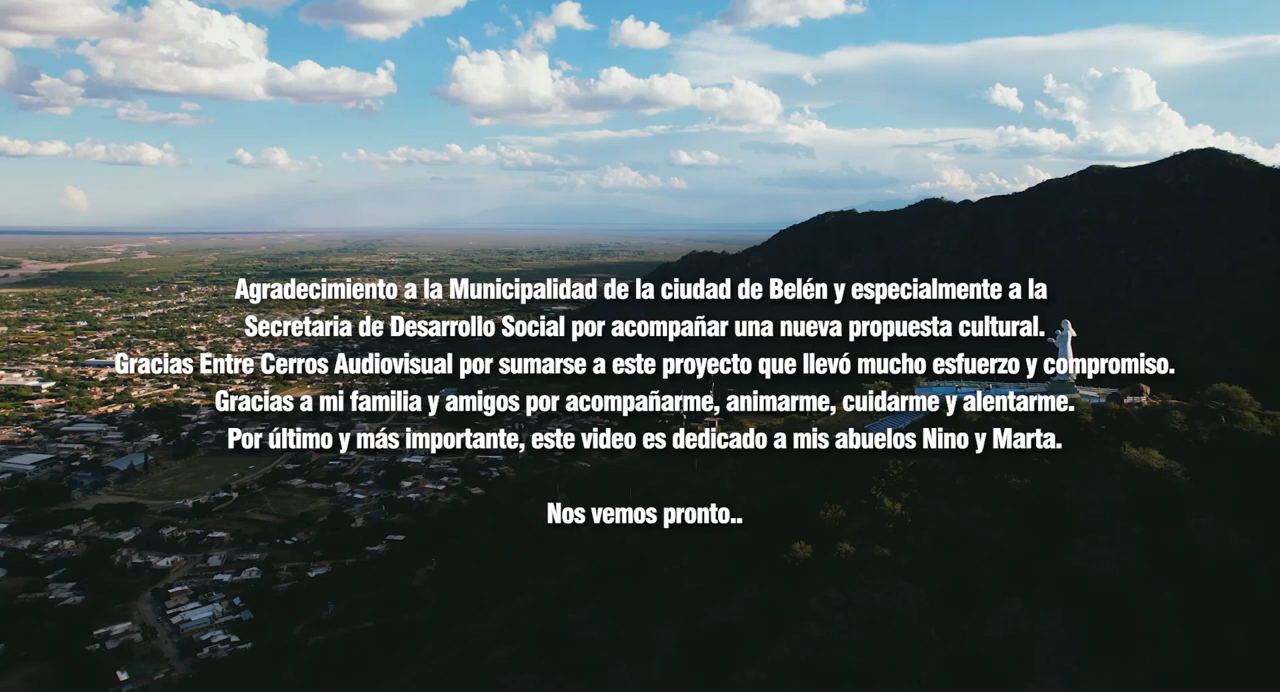 Agradecimiento a la Municipalidad de la ciudad de Belén y especialmente a la
Secretaria de Desarrollo Social por acompañar una nueva propuesta cultural.
Gracias Entre Cerros Audiovisual por sumarse a este proyecto que llevó mucho esfuerzo y compromiso.
Gracias a mi familia y amigos por acompañarme, animarme, cuidarme y alentarme.
Por último y más importante, este video es dedicado a mis abuelos Nino y Marta.
Nos vemos pronto..